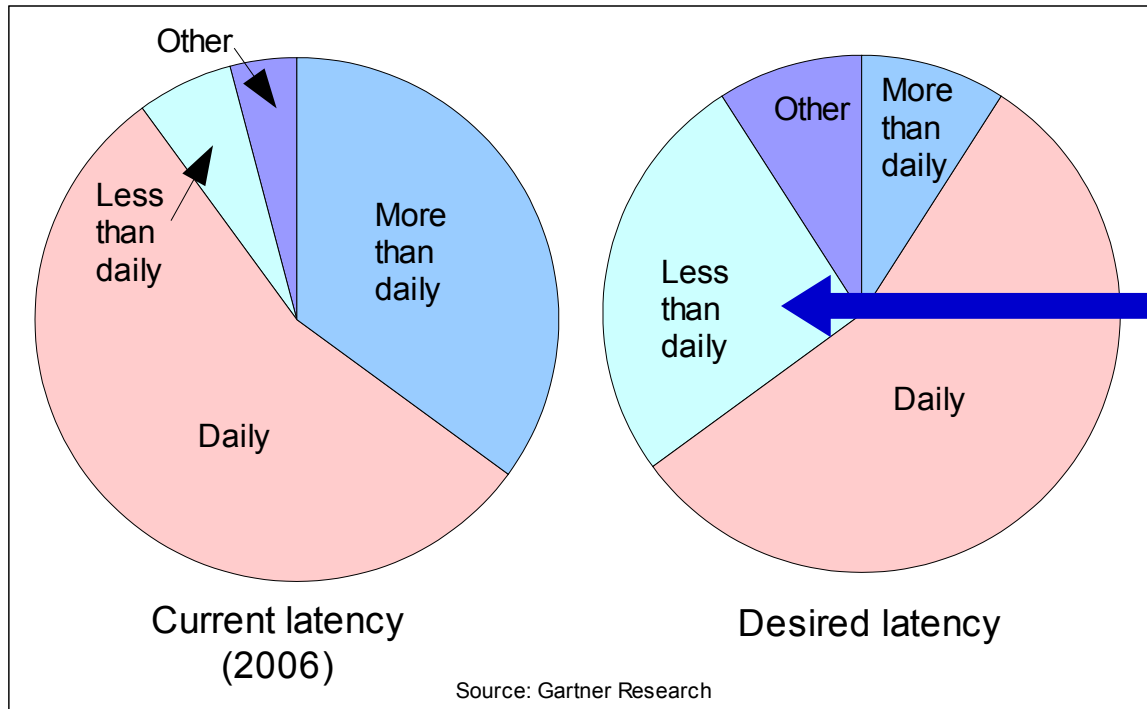 Other
Less
than
daily
More
than
daily
Daily
Current latency
(2006)
Other
More
than
daily
Less
than
daily
Daily
Desired latency
Source: Gartner Research